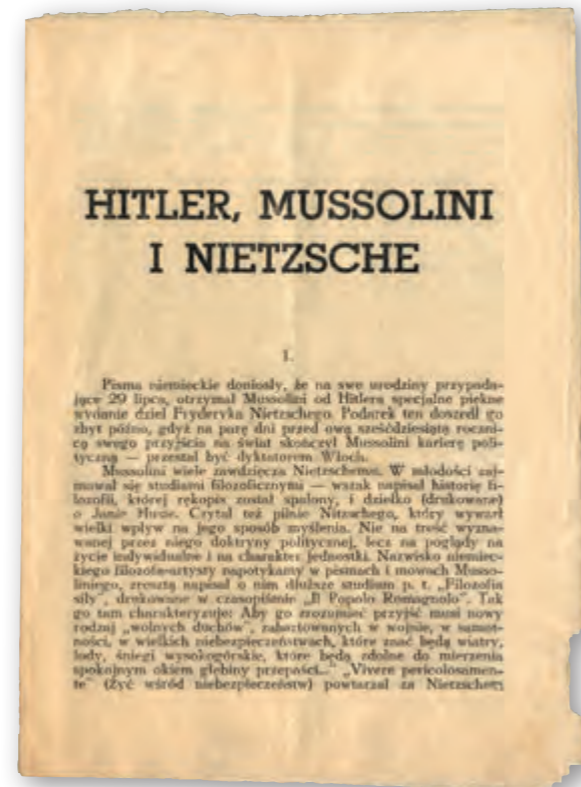 HITLER, MUSSOLINI
I NIETZSCHE
I.
Pisma niemieckie doniosły, że na swe urodziny przypada-
jące 29 lipca, otrzymał Mussolini od Hitlera specjalne piękne
wydanie dzieł Fryderyka Nietzschego. Podarek ten doszedł go
zbyt późno, gdyż na parę dni przed ową sześćdziesiątą roczni-
cą swego przyjścia na świat skończył Mussolini karierę poli-
tyczną — przestał być dyktatorem Włoch.
Mussolini wiele zawdzięcza Nietzschemu. W młodości zaj-
mował się studiami filozoficznymi — wszak napisał historię fi-
lozofii, której rękopis został spalony, i dziełko (drukowane)
o Janie Husie. Czytał też pilnie Nitzschego, który wywarł
wielki wpływ na jego sposób myślenia. Nie na treść wyzna-
wanej przez niego doktryny politycznej, lecz na poglądy na
życie indywidualne i na charakter jednostki. Nazwisko niemiec-
kiego filozofa-artysty napotykamy w pismach i mowach Musso-
liniego, zresztą napisał o nim dłuższe studium p. t. „Filozofia
siły", drukowane w czasopiśmie „Il Popolo Romagnolo". Tak
go tam charakteryzuje: Aby go zrozumieć przyjść musi nowy
rodzaj „wolnych duchów", zahartowanych w wojnie, w samot-
ności, w wielkich niebezpieczeństwach, które znać będą wiatry,
lody, śniegi wysokogórskie, które będą zdolne do mierzenia
spokojnym okiem głębiny przepaści..." „Vivere pericolosamen-
te" (żyć wśród niebezpieczeństw) powtarzał za Nietzschem